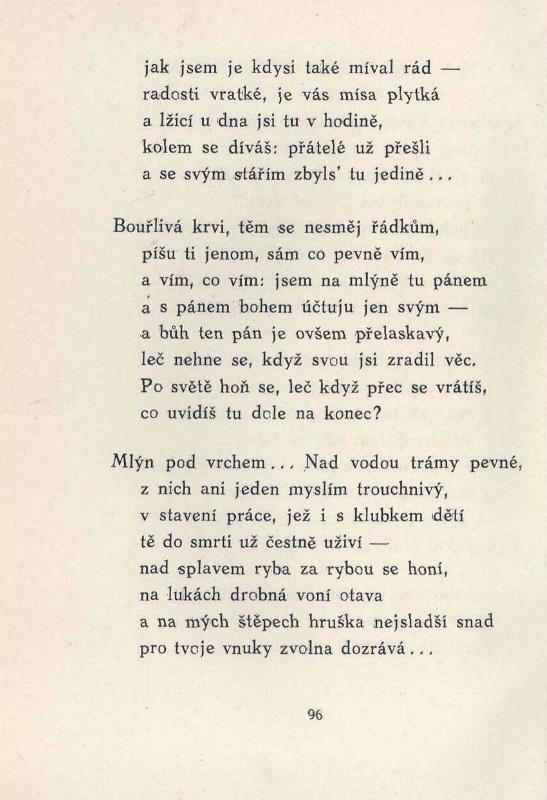 jak jsem je kdysi také míval rád —
radosti vratké, je vás mísa plytká
a lžící u dna jsi tu v hodině,
kolem se díváš: přátelé už přešli
a se svým stářím zbyls' tu jedině...
Bouřlivá krvi, těm se nesměj řádkům,
píšu ti jenom, sám co pevně vím,
a vím, co vím: jsem na mlýně tu pánem
a s pánem bohem účtuju jen svým —
a bůh ten pán je ovšem přelaskavý,
leč nehne se, když svou jsi zradil věc.
Po světě hoň se, leč když přec se vrátíš,
co uvidíš tu dole na konec?
Mlýn pod vrchem... Nad vodou trámy pevné,
z nich ani jeden myslím trouchnivý,
v stavení práce, jež i s klubkem dětí
tě do smrti už čestně uživí —
nad splavem ryba za rybou se honí,
na lukách drobná voní otava
a na mých štěpech hruška nejsladší snad
pro tvoje vnuky zvolna dozrává...
96